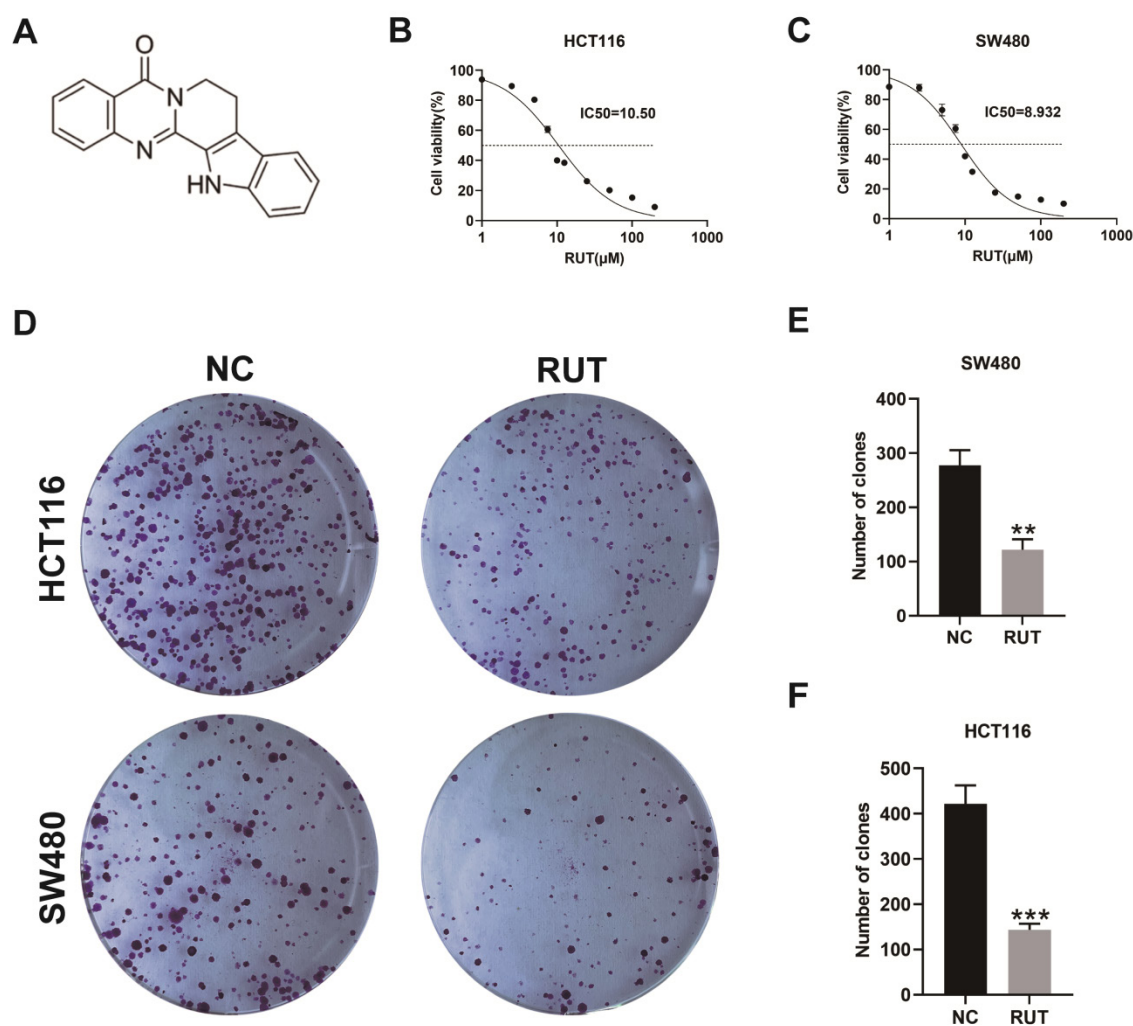 A
O
N
N
HN
B
HCT116
Cell viability(%)
100
80
60
40
20
0
IC50=10.50
1
10
100
1000
RUT(μM)
C
SW480
Cell viability(%)
100
80
60
40
20
0
IC50=8.932
1
10
100
1000
RUT(μM)
D
NC
RUT
HCT116
SW480
E
SW480
Number of clones
400
300
200
100
0
**
NC
RUT
F
HCT116
Number of clones
500
400
300
200
100
0
***
NC
RUT